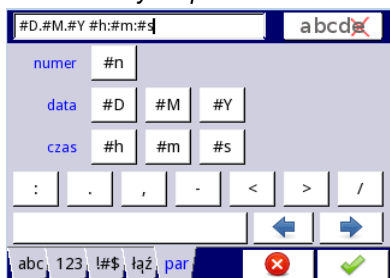 #D.#M.#Y #h:#m:#s abcde
numer #n
data #D #M #Y
czas #h #m #s
: . , - < > /
abc 123 !#$ łąź par